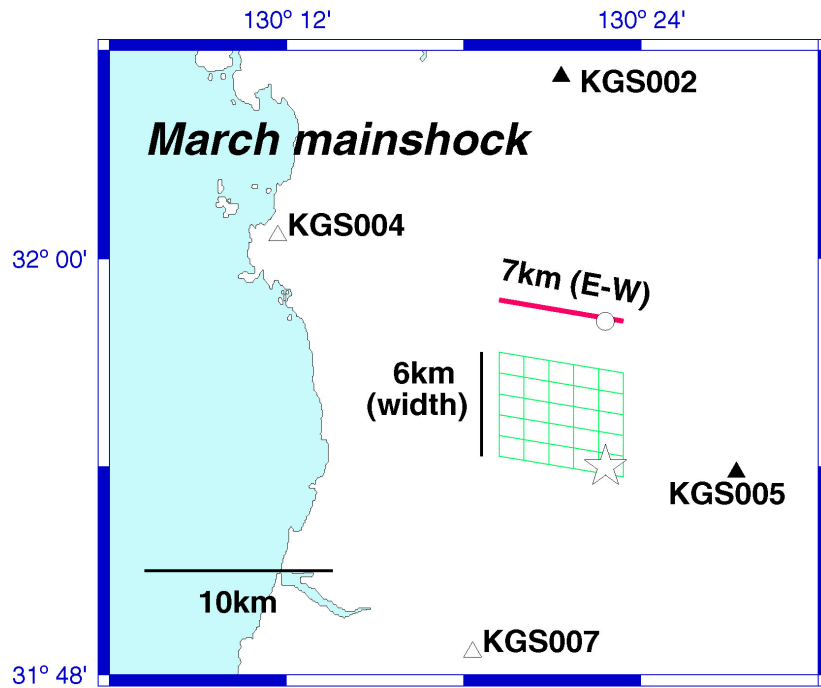 130° 12'
130° 24'
KGS002
March mainshock
KGS004
32° 00'
7km (E-W)
6km
(width)
KGS005
10km
KGS007
31° 48'